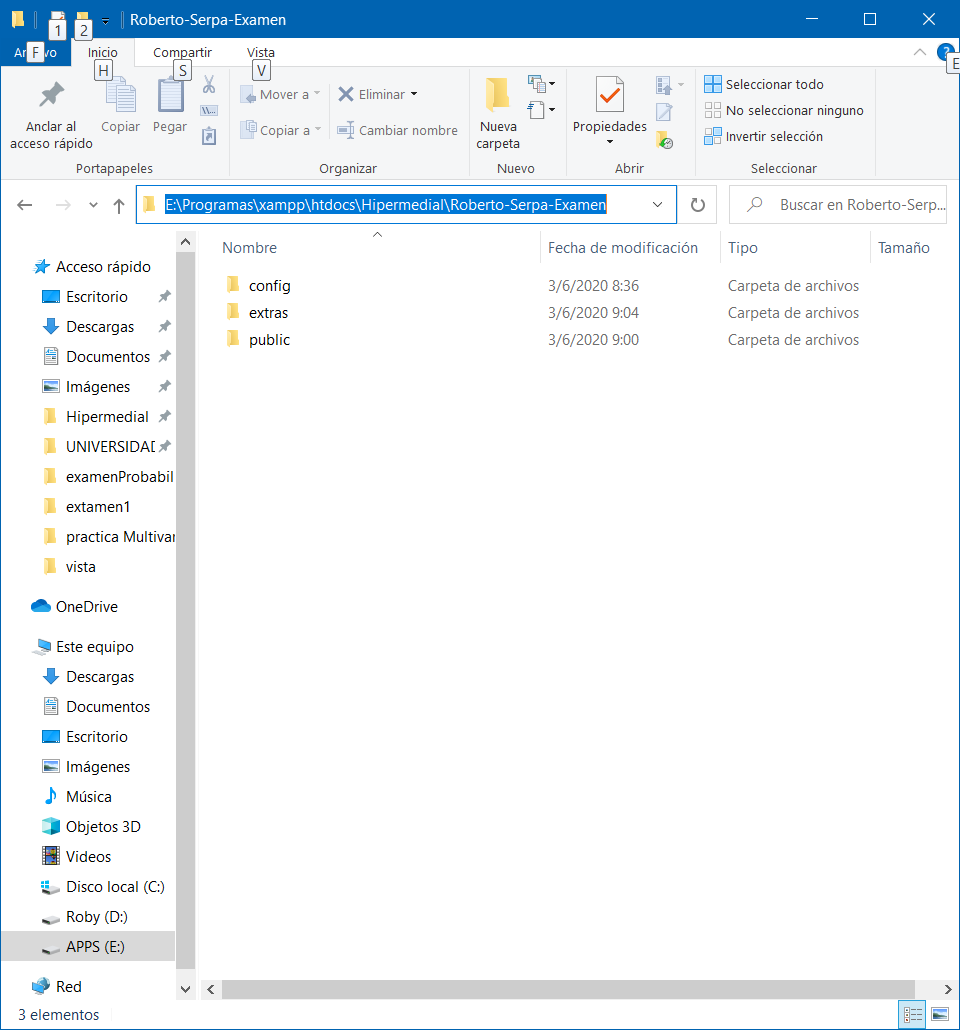 Roberto-Serpa-Examen
1 2
Inicio Compartir Vista
F H S V E
Mover a Eliminar Seleccionar todo
No seleccionar ninguno
Anclar al acceso rápido Copiar Pegar Copiar a Cambiar nombre Nueva carpeta Propiedades Invertir selección
Portapapeles Organizar Nuevo Abrir Seleccionar
E:\Programas\xampp\htdocs\Hipermedial\Roberto-Serpa-Examen Buscar en Roberto-Serp...
Nombre Fecha de modificación Tipo Tamaño
config 3/6/2020 8:36 Carpeta de archivos
extras 3/6/2020 9:04 Carpeta de archivos
public 3/6/2020 9:00 Carpeta de archivos
Acceso rápido
Escritorio
Descargas
Documentos
Imágenes
Hipermedial
UNIVERSIDAD
examenProbabil
extamen1
practica Multivar
vista
OneDrive
Este equipo
Descargas
Documentos
Escritorio
Imágenes
Música
Objetos 3D
Videos
Disco local (C:)
Roby (D:)
APPS (E:)
Red
3 elementos